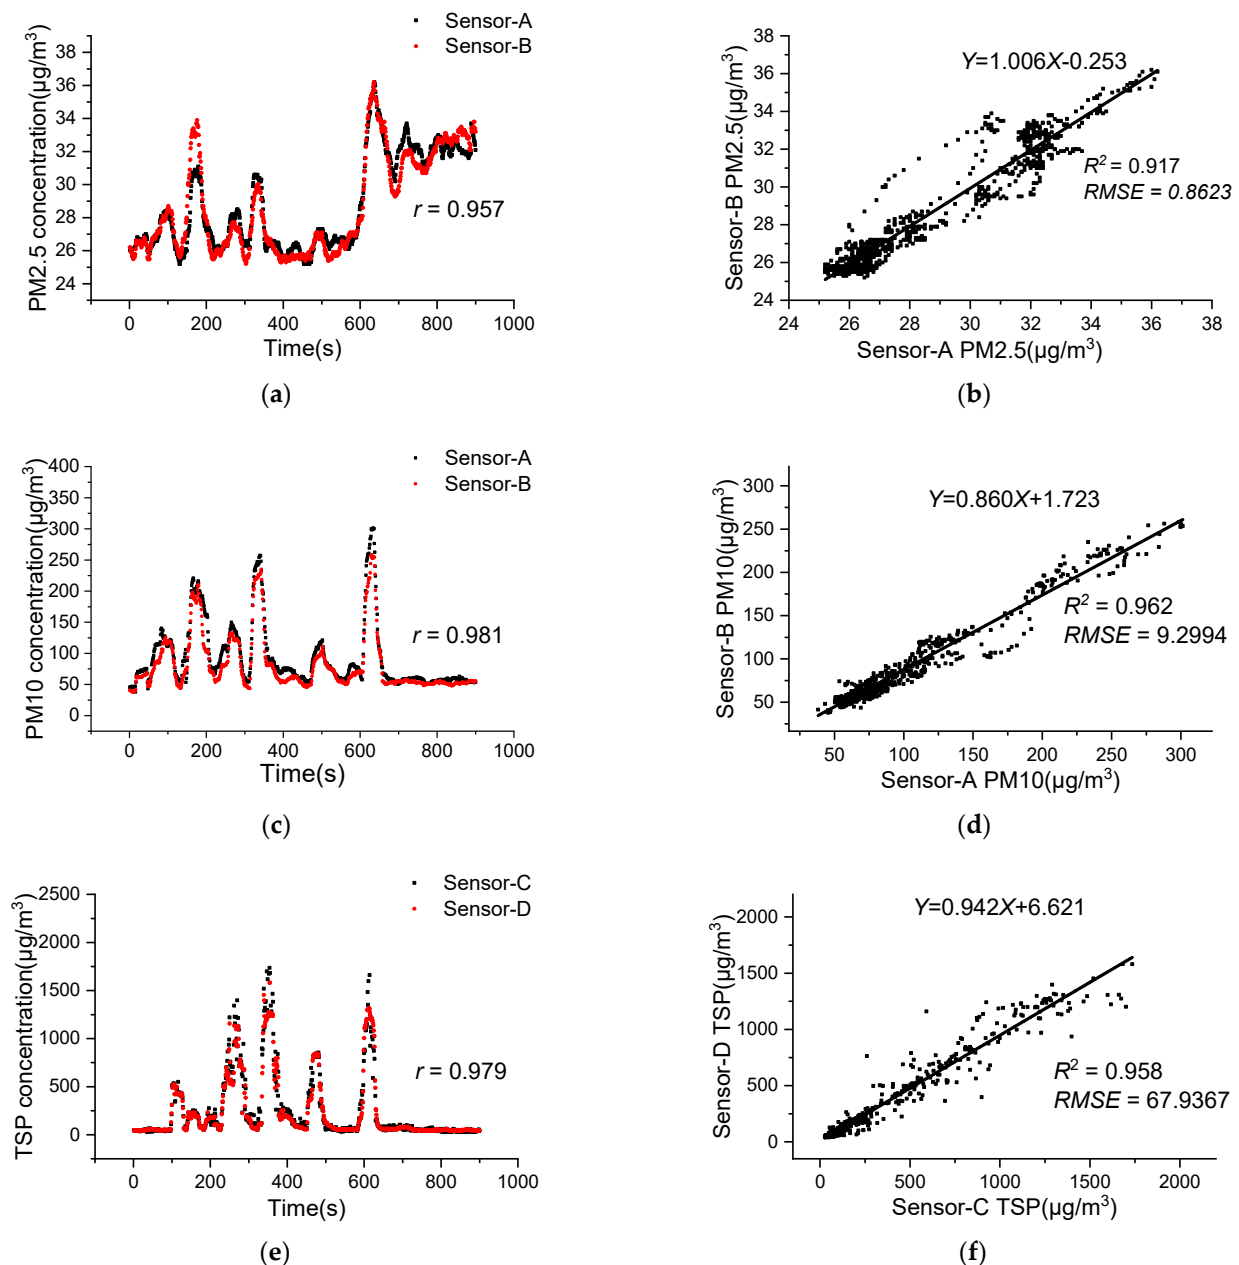 Sensor-A
Sensor-B
PM2.5 concentration(μg/m³)
38
36
34
32
30
28
26
24
r = 0.957
0 200 400 600 800 1000
Time(s)
(a)
Sensor-B PM2.5(μg/m³)
38
36
34
32
30
28
26
24
Y=1.006X-0.253
R² = 0.917
RMSE = 0.8623
24 26 28 30 32 34 36 38
Sensor-A PM2.5(μg/m³)
(b)
Sensor-A
Sensor-B
PM10 concentration(μg/m³)
400
350
300
250
200
150
100
50
0
r = 0.981
0 200 400 600 800 1000
Time(s)
(c)
Sensor-B PM10(μg/m³)
300
250
200
150
100
50
Y=0.860X+1.723
R² = 0.962
RMSE = 9.2994
50 100 150 200 250 300
Sensor-A PM10(μg/m³)
(d)
Sensor-C
Sensor-D
TSP concentration(μg/m³)
2500
2000
1500
1000
500
0
r = 0.979
0 200 400 600 800 1000
Time(s)
(e)
Sensor-D TSP(μg/m³)
2000
1500
1000
500
0
Y=0.942X+6.621
R² = 0.958
RMSE = 67.9367
0 500 1000 1500 2000
Sensor-C TSP(μg/m³)
(f)